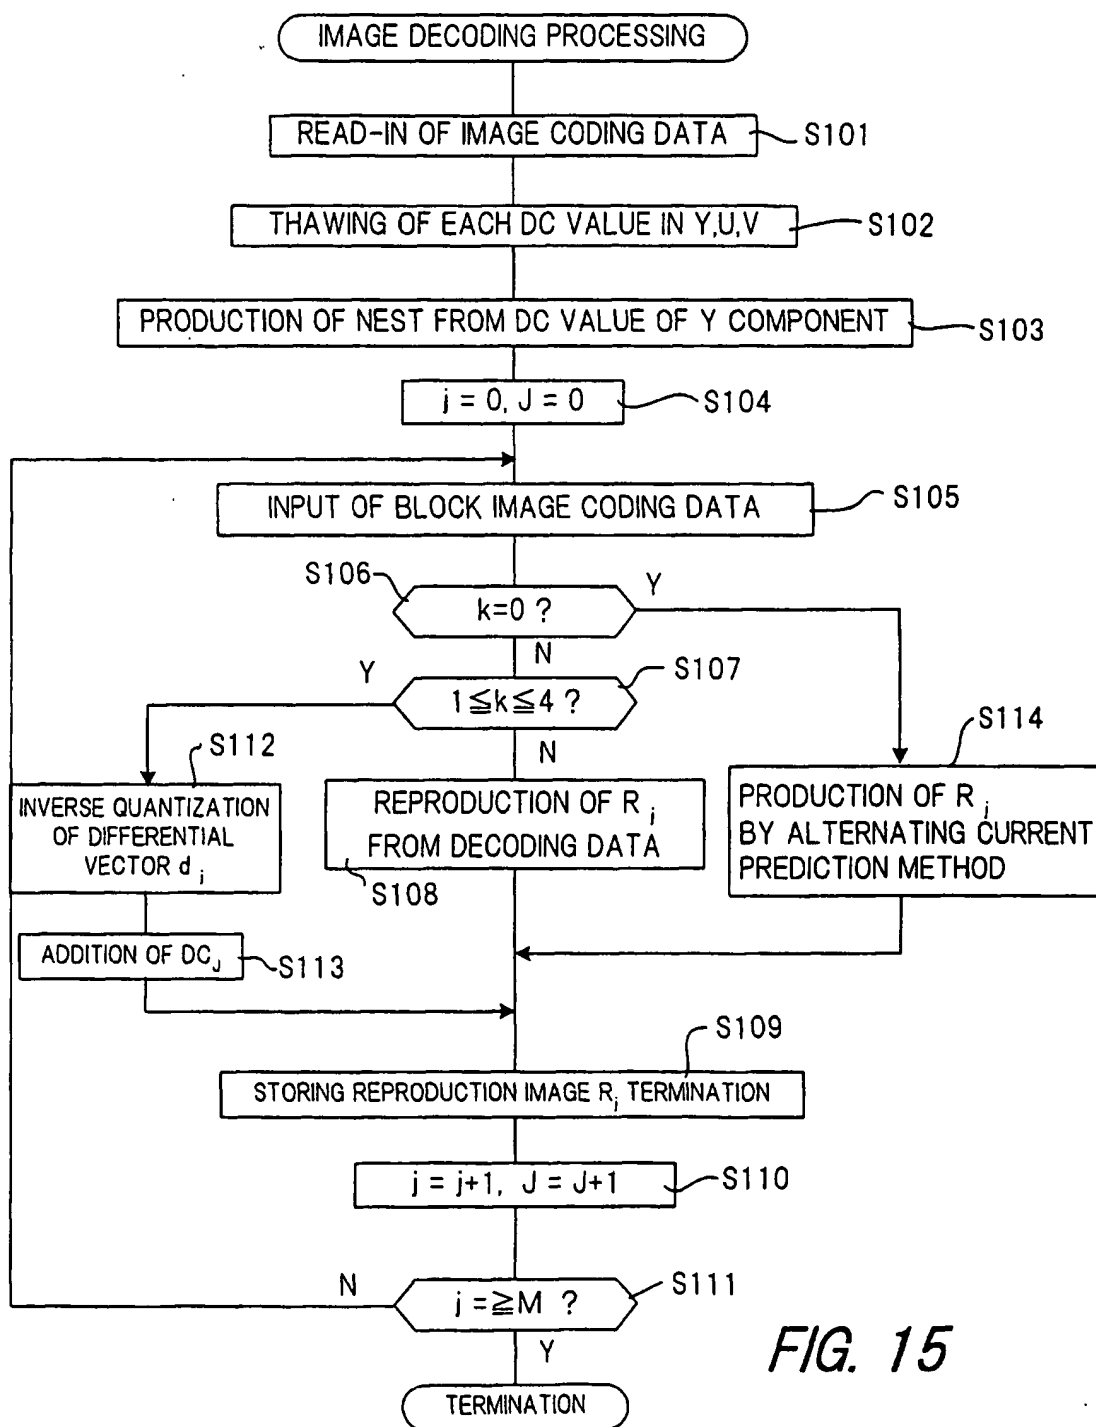 IMAGE DECODING PROCESSING
READ-IN OF IMAGE CODING DATA
S101
THAWING OF EACH DC VALUE IN Y,U,V
S102
PRODUCTION OF NEST FROM DC VALUE OF Y COMPONENT
S103
j = 0, J = 0
S104
INPUT OF BLOCK IMAGE CODING DATA
S105
S106
k=0 ?
Y
N
S107
1≦k≦4 ?
Y
N
S112
INVERSE QUANTIZATION
OF DIFFERENTIAL
VECTOR d j
REPRODUCTION OF R j
FROM DECODING DATA
S108
S114
PRODUCTION OF R j
BY ALTERNATING CURRENT
PREDICTION METHOD
ADDITION OF DCJ
S113
S109
STORING REPRODUCTION IMAGE Rj TERMINATION
j = j+1, J = J+1
S110
N
j =≧M ?
S111
Y
TERMINATION
FIG. 15